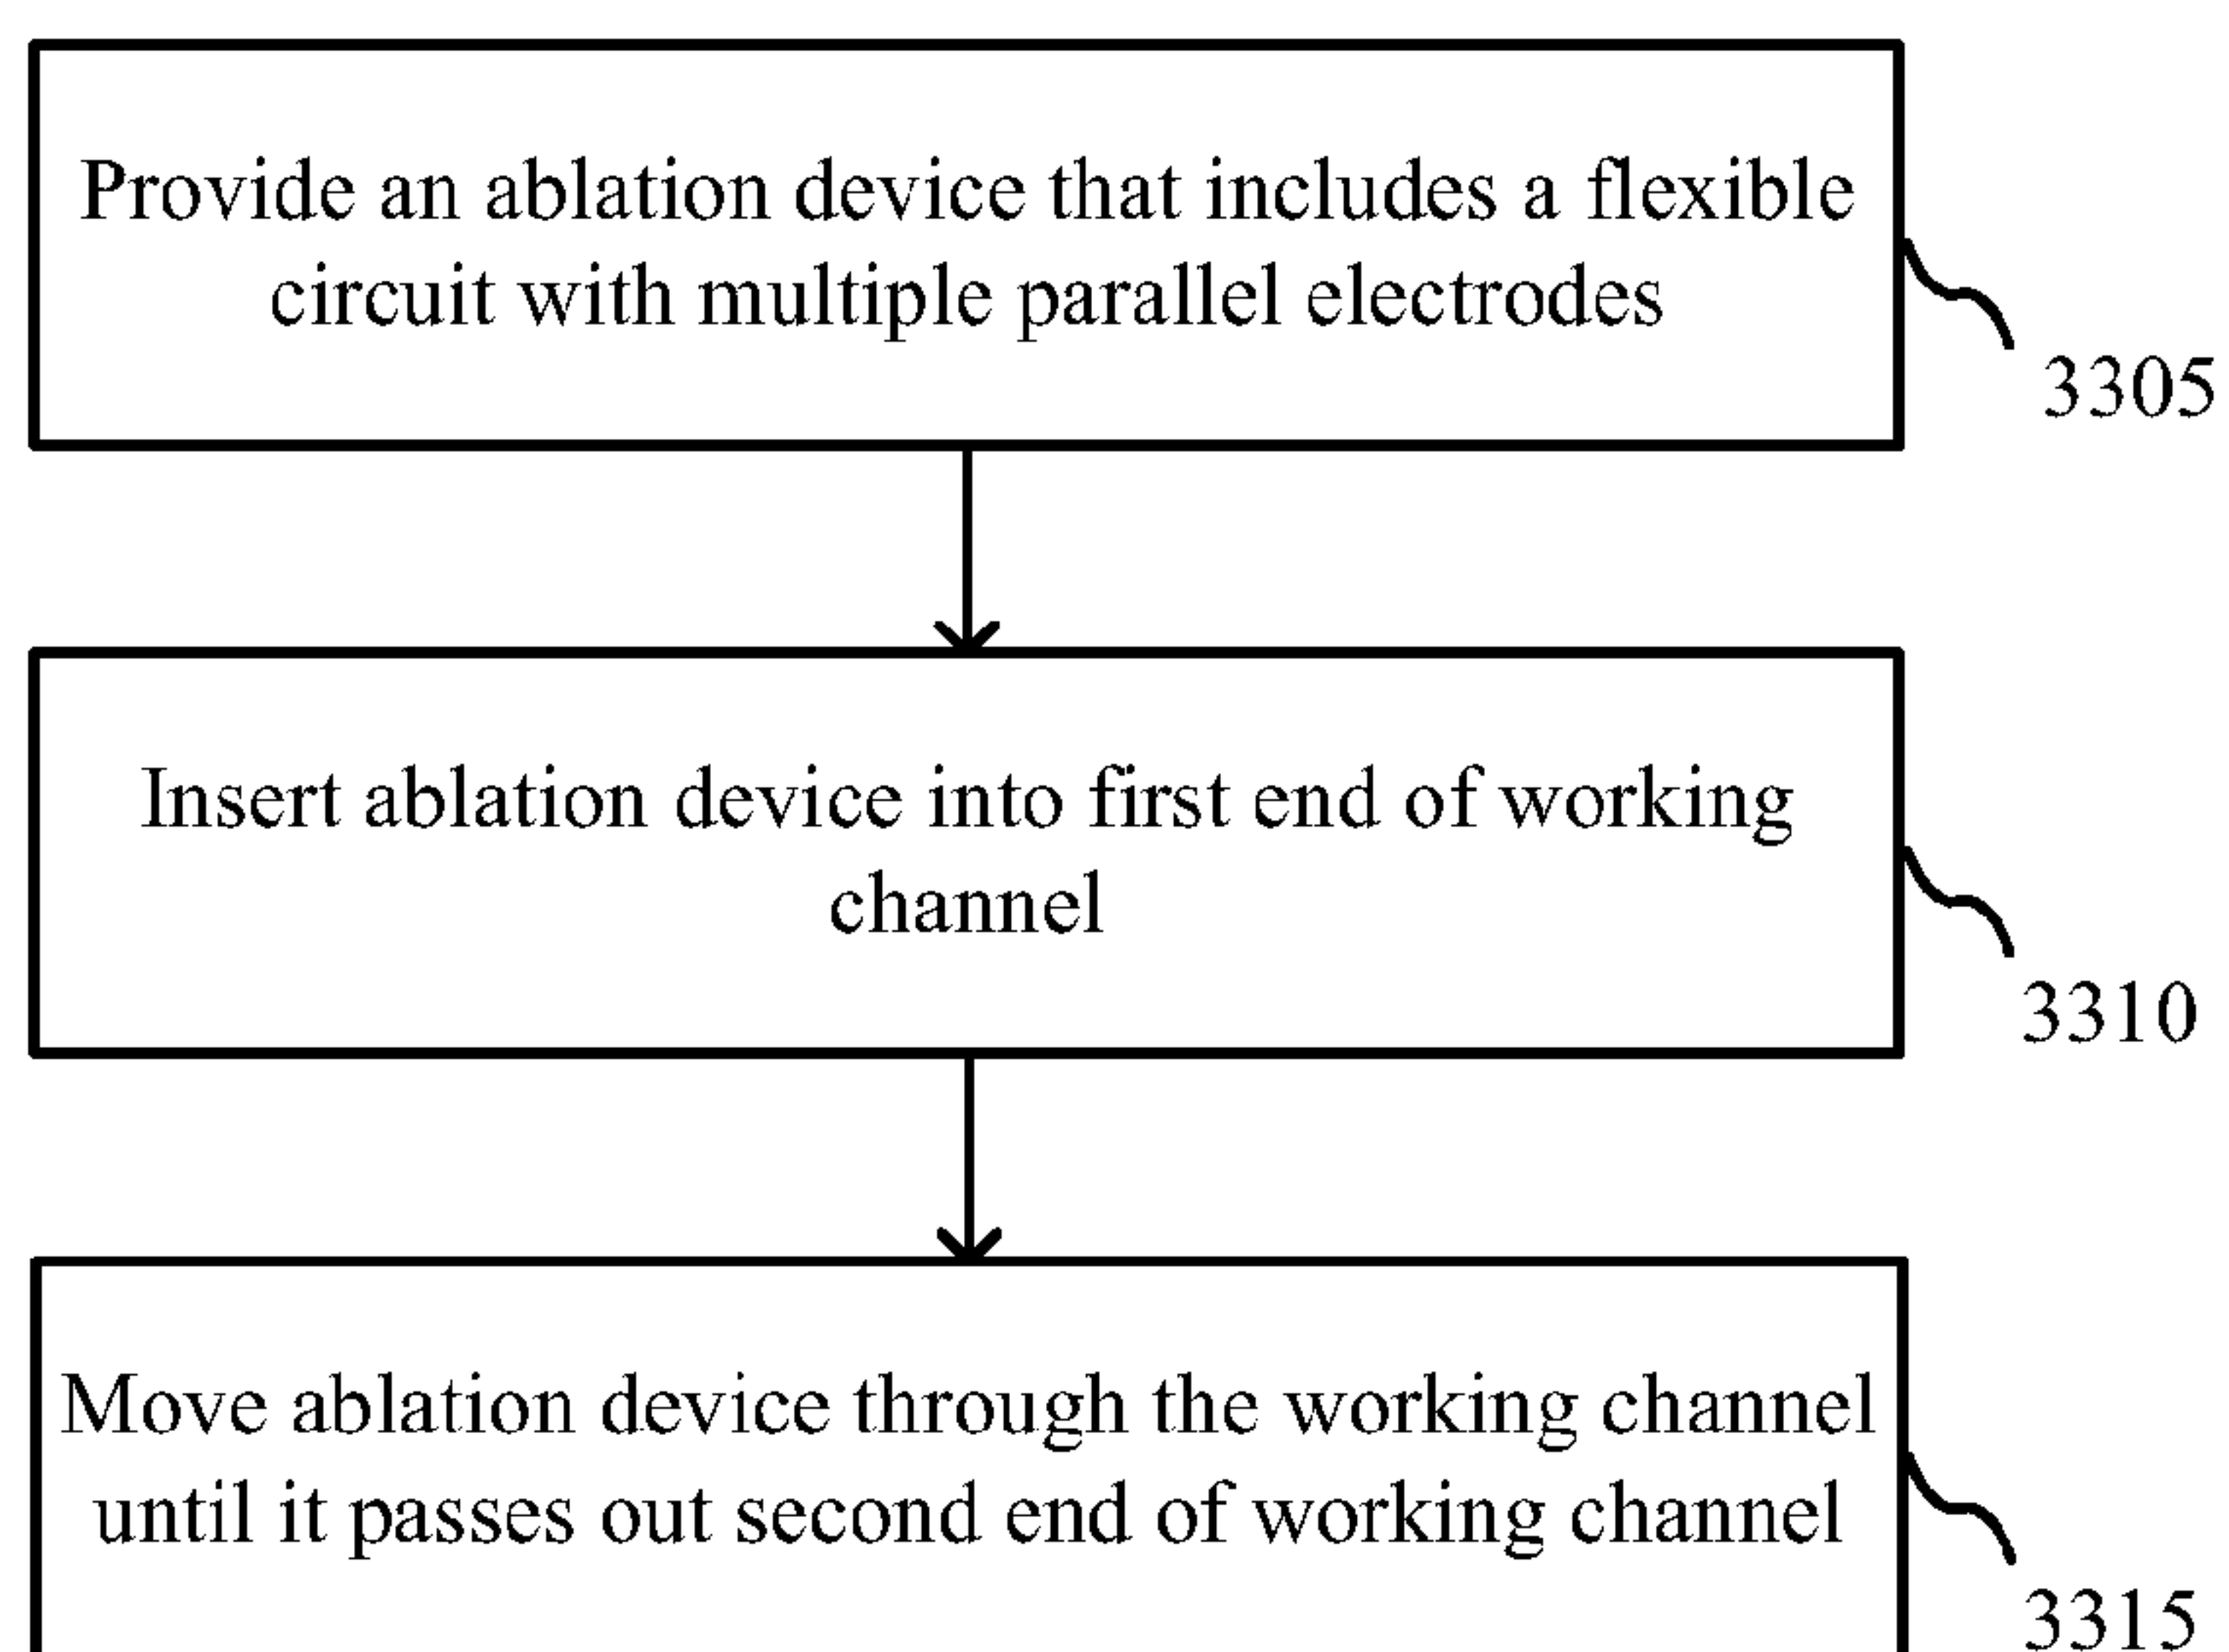 Provide an ablation device that includes a flexible
circuit with multiple parallel electrodes
3305
Insert ablation device into first end of working
channel
3310
Move ablation device through the working channel
until it passes out second end of working channel
3315